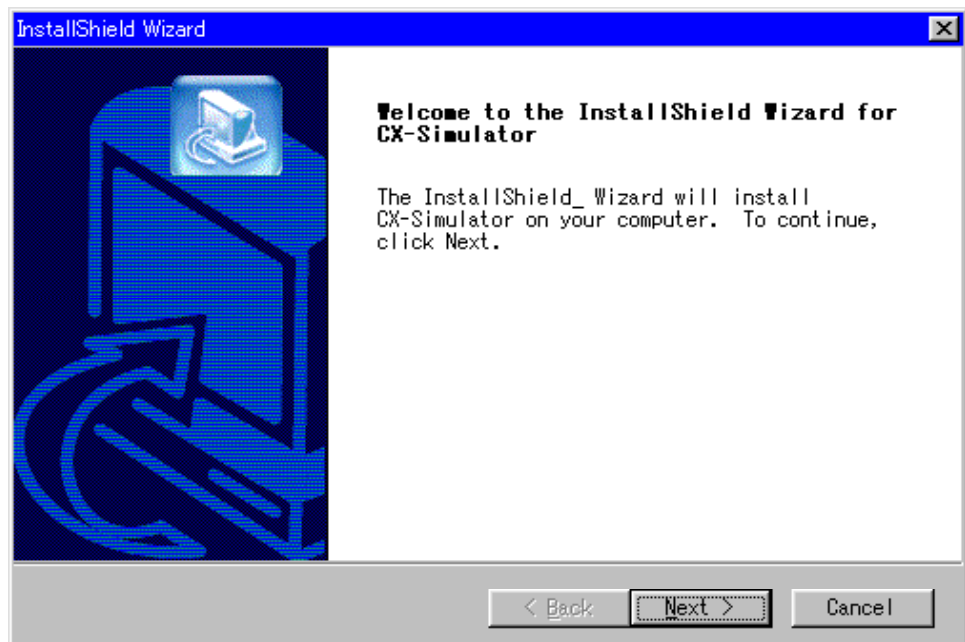 InstallShield Wizard
Welcome to the InstallShield Wizard for
CX-Simulator
The InstallShield_ Wizard will install
CX-Simulator on your computer.  To continue,
click Next.
< Back
Next >
Cancel